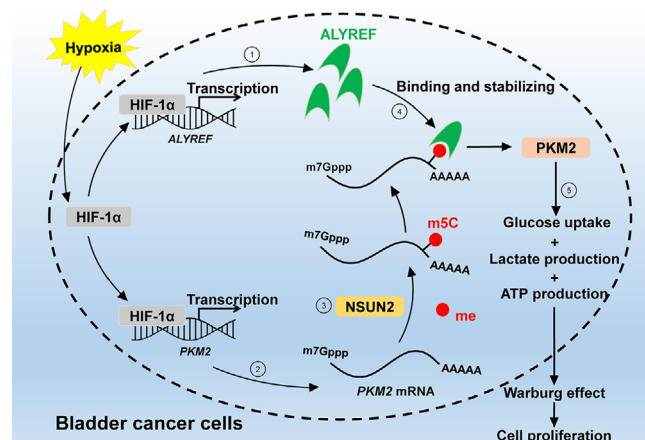 Hypoxia
1
ALYREF
HIF-1α
Transcription
ALYREF
Binding and stabilizing
4
m7Gppp
AAAAA
PKM2
5
HIF-1α
m7Gppp
m5C
AAAAA
Glucose uptake
+
Lactate production
+
ATP production
HIF-1α
Transcription
PKM2
3
NSUN2
me
2
m7Gppp
AAAAA
PKM2 mRNA
Warburg effect
Bladder cancer cells
Cell proliferation